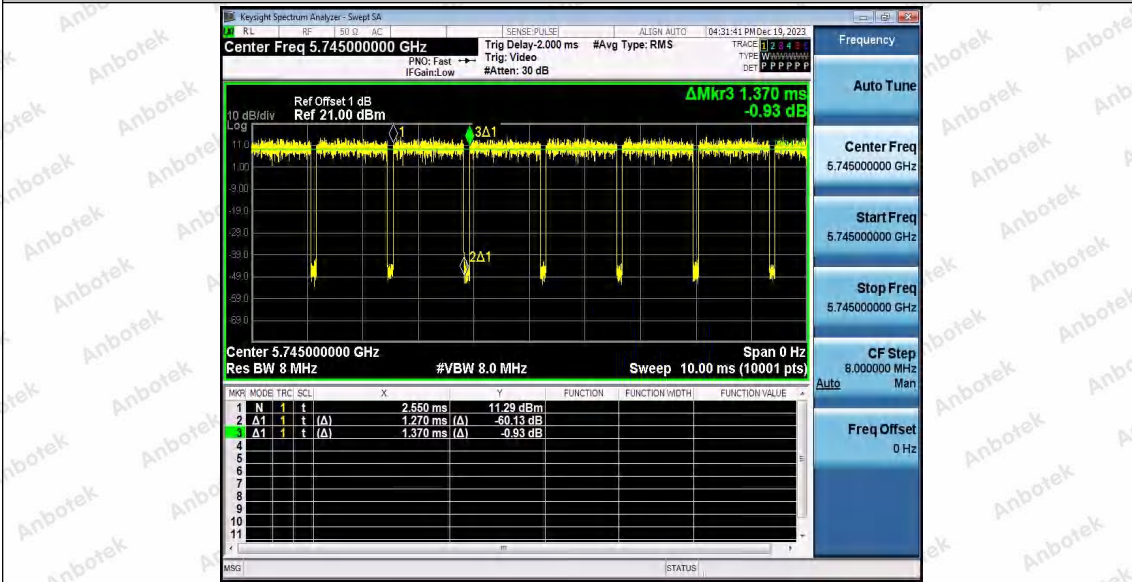 Keysight Spectrum Analyzer - Swept SA
RL RF 50 Ω AC SENSE:PULSE ALIGN AUTO 04:31:41 PM Dec 19, 2023
Center Freq 5.745000000 GHz
PNO: Fast
IFGain:Low
Trig Delay-2.000 ms
Trig: Video
#Atten: 30 dB
#Avg Type: RMS
TRACE 1 2 3 4 5 6
TYPE W
DET P P P P P P
ΔMkr3 1.370 ms
-0.93 dB
Ref Offset 1 dB
10 dB/div Ref 21.00 dBm
Log
11.0
1.00
-9.00
-19.0
-29.0
-39.0
-49.0
-59.0
-69.0
1
3Δ1
2Δ1
Center 5.745000000 GHz Span 0 Hz
Res BW 8 MHz #VBW 8.0 MHz Sweep 10.00 ms (10001 pts)
MKR MODE TRC SCL X Y FUNCTION FUNCTION WIDTH FUNCTION VALUE
1 N 1 t 2.550 ms 11.29 dBm
2 Δ1 1 t (Δ) 1.270 ms (Δ) -60.13 dB
3 Δ1 1 t (Δ) 1.370 ms (Δ) -0.93 dB
4
5
6
7
8
9
10
11
MSG STATUS
Frequency
Auto Tune
Center Freq
5.745000000 GHz
Start Freq
5.745000000 GHz
Stop Freq
5.745000000 GHz
CF Step
8.000000 MHz
Auto Man
Freq Offset
0 Hz
Anbotek